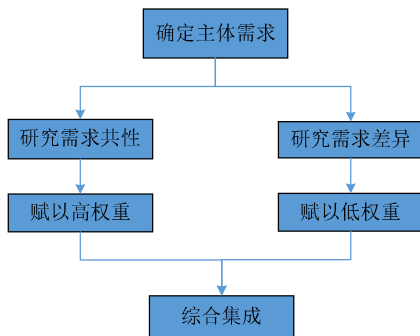 确定主体需求
研究需求共性
研究需求差异
赋以高权重
赋以低权重
综合集成